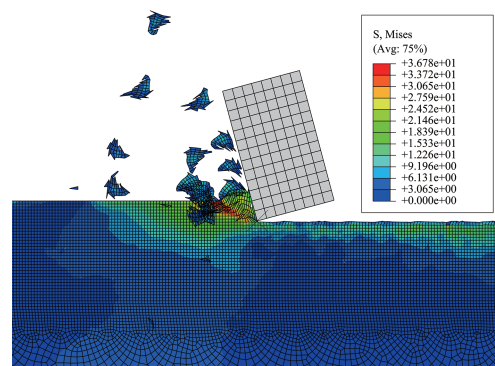 S, Mises
(Avg: 75%)
+3.678e+01
+3.372e+01
+3.065e+01
+2.759e+01
+2.452e+01
+2.146e+01
+1.839e+01
+1.533e+01
+1.226e+01
+9.196e+00
+6.131e+00
+3.065e+00
+0.000e+00